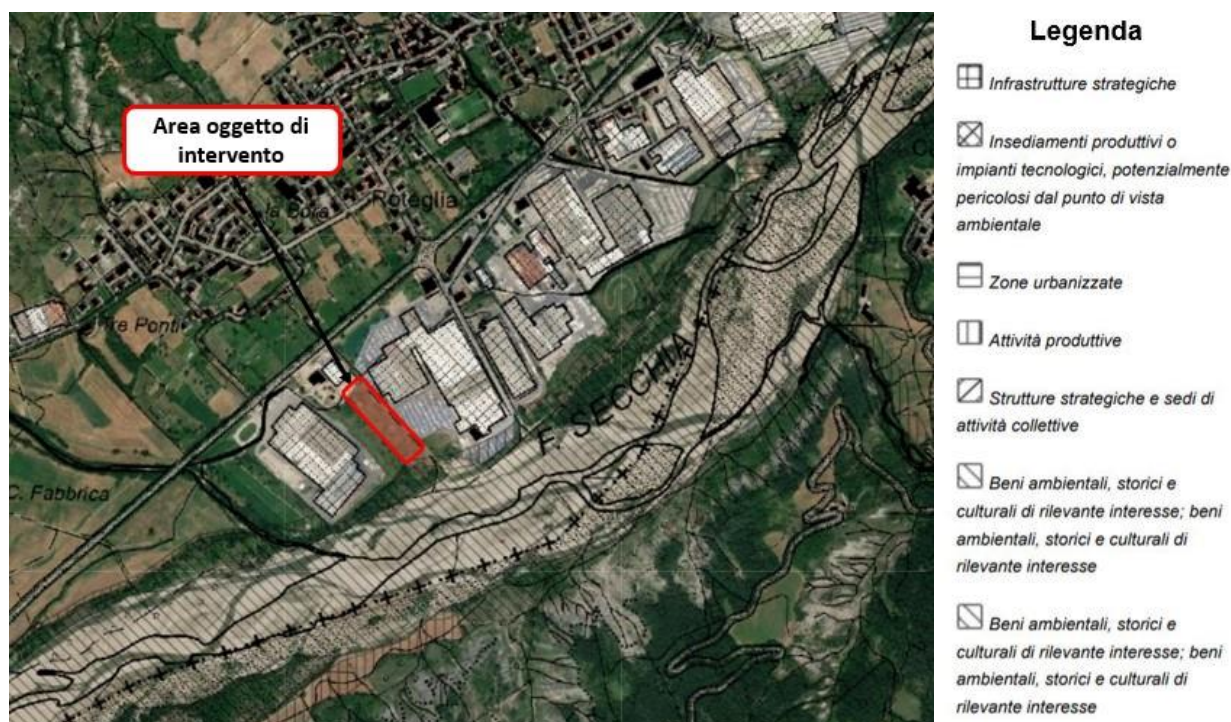 Area oggetto di
intervento
la Cora
Roteglia
Tre Ponti
F. SECCHIA
C. Fabbrica
Legenda
Infrastrutture strategiche
Insediamenti produttivi o
impianti tecnologici, potenzialmente
pericolosi dal punto di vista
ambientale
Zone urbanizzate
Attività produttive
Strutture strategiche e sedi di
attività collettive
Beni ambientali, storici e
culturali di rilevante interesse; beni
ambientali, storici e culturali di
rilevante interesse
Beni ambientali, storici e
culturali di rilevante interesse; beni
ambientali, storici e culturali di
rilevante interesse